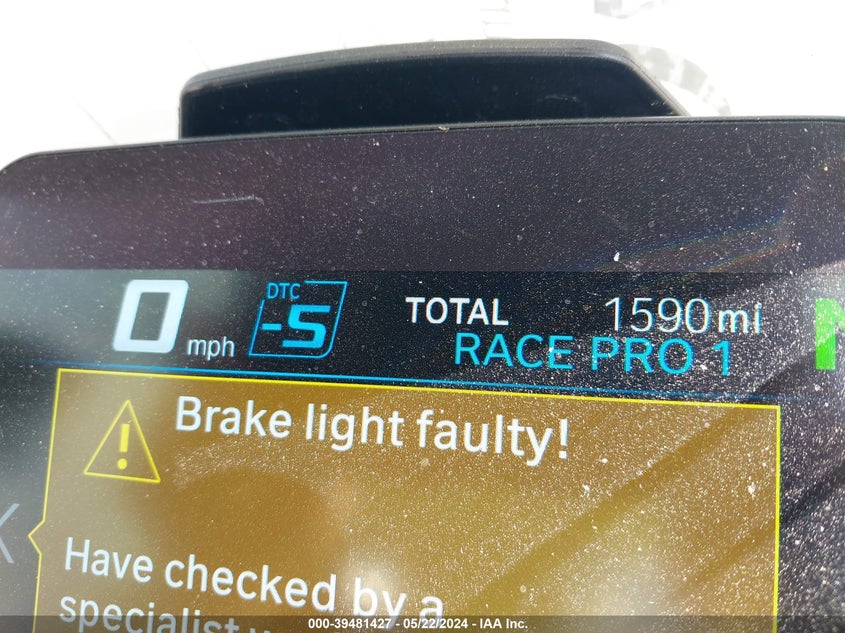 0 mph DTC -5 TOTAL 1590 mi N
RACE PRO 1
Brake light faulty!
Have checked by a
specialist
000-39481427 - 05/22/2024 - IAA Inc.